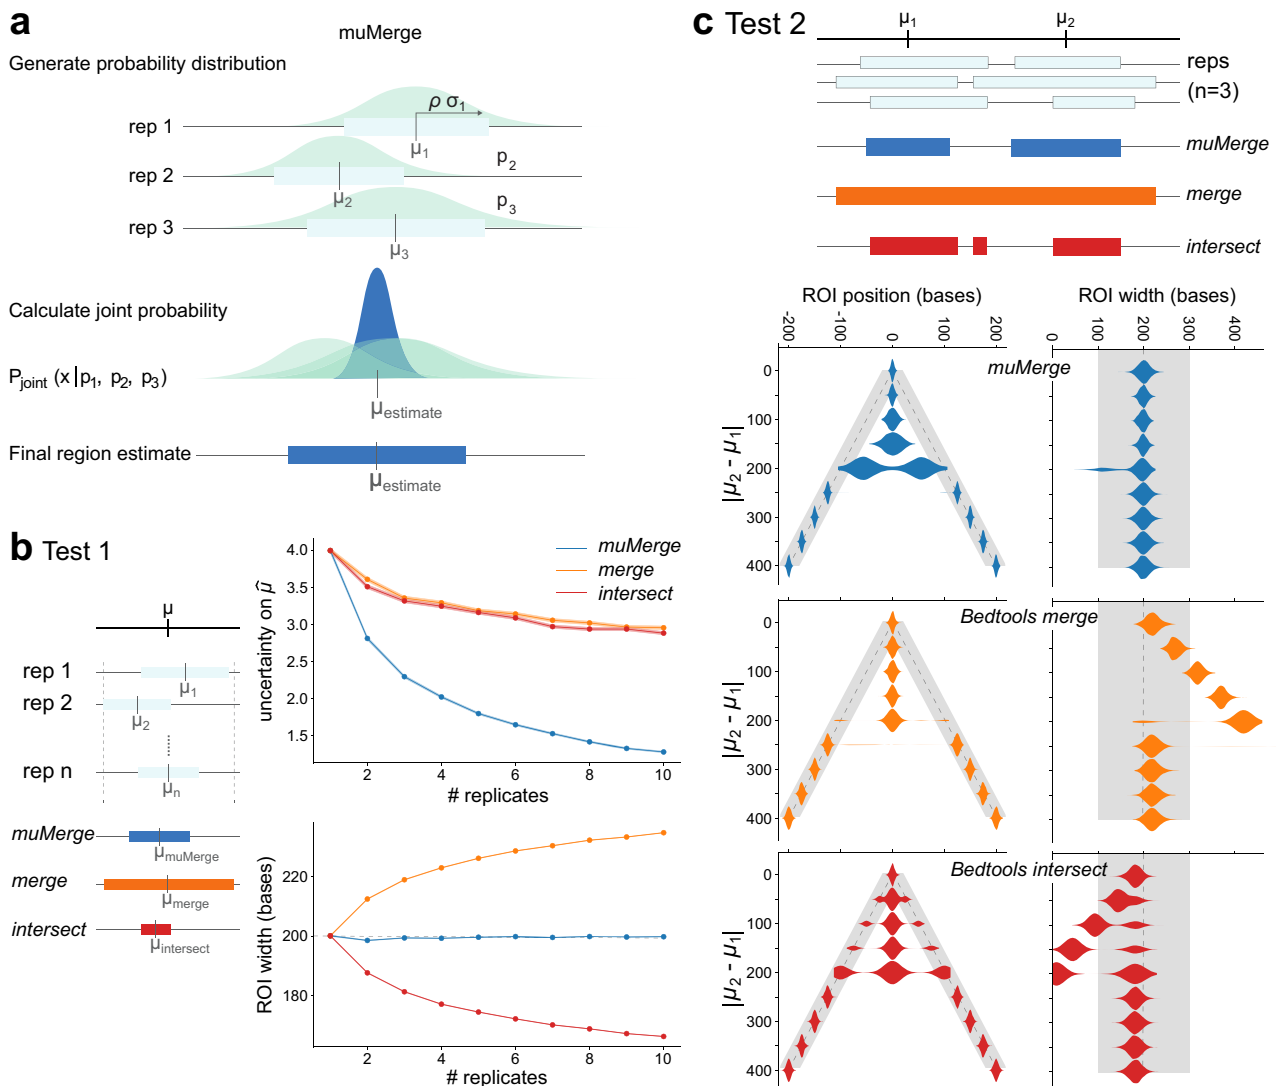 a
muMerge
Generate probability distribution
ρ σ1
rep 1
μ1
p2
rep 2
μ2
p3
rep 3
μ3
Calculate joint probability
Pjoint (x|p1, p2, p3)
μestimate
Final region estimate
μestimate
b Test 1
μ
rep 1
μ1
rep 2
μ2
rep n
μn
muMerge
μmuMerge
merge
μmerge
intersect
μintersect
muMerge
merge
intersect
uncertainty on μ̂
4.0
3.5
3.0
2.5
2.0
1.5
2 4 6 8 10
# replicates
ROI width (bases)
220
200
180
2 4 6 8 10
# replicates
c Test 2
μ1 μ2
reps
(n=3)
muMerge
merge
intersect
ROI position (bases) ROI width (bases)
-200 -100 0 100 200 100 200 300 400
muMerge
|μ2 - μ1|
0
100
200
300
400
Bedtools merge
|μ2 - μ1|
0
100
200
300
400
Bedtools intersect
|μ2 - μ1|
0
100
200
300
400